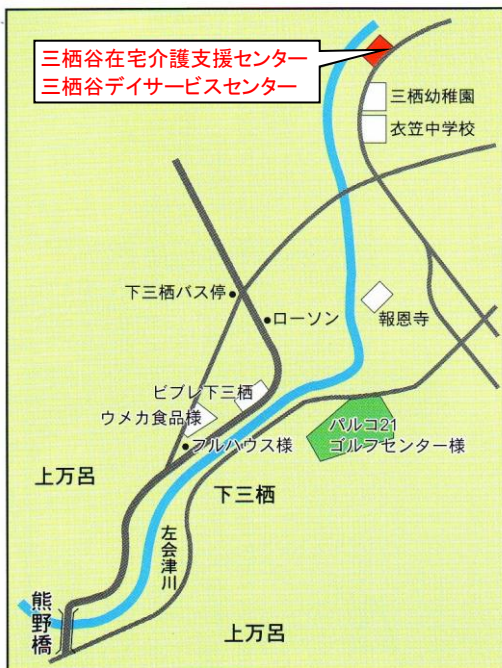 三栖谷在宅介護支援センター
三栖谷デイサービスセンター
三栖幼稚園
衣笠中学校
下三栖バス停
ローソン
報恩寺
ビブレ下三栖
ウメカ食品様
フルハウス様
パルコ21
ゴルフセンター様
上万呂
下三栖
左会津川
熊野橋
上万呂